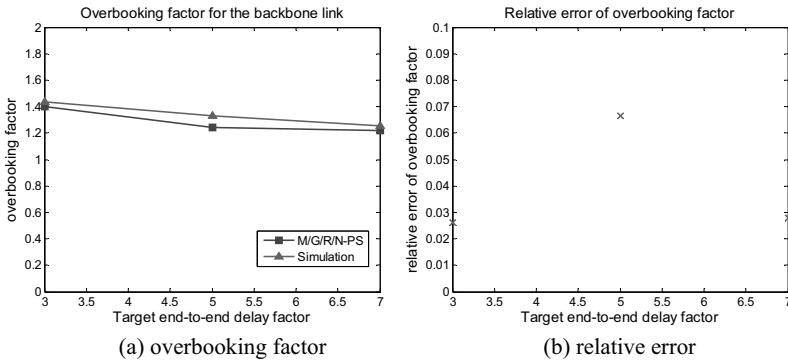 Overbooking factor for the backbone link
2
1.8
1.6
1.4
1.2
1
0.8
0.6
0.4
0.2
0
overbooking factor
M/G/R/N-PS
Simulation
3 3.5 4 4.5 5 5.5 6 6.5 7
Target end-to-end delay factor
(a) overbooking factor
Relative error of overbooking factor
0.1
0.09
0.08
0.07
0.06
0.05
0.04
0.03
0.02
0.01
0
relative error of overbooking factor
3 3.5 4 4.5 5 5.5 6 6.5 7
Target end-to-end delay factor
(b) relative error